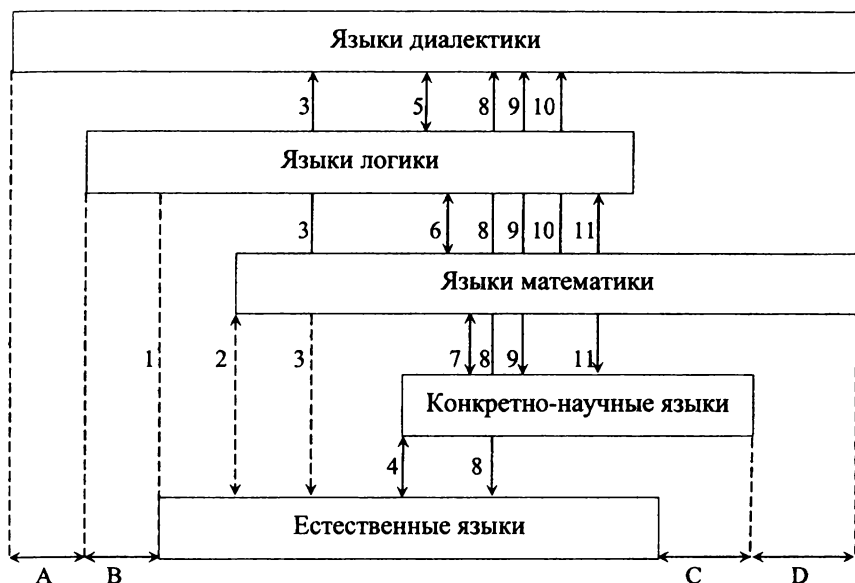 Языки диалектики
3 5 8 9 10
Языки логики
3 6 8 9 10 11
Языки математики
1 2 3 7 8 9 11
Конкретно-научные языки
4 8
Естественные языки
A B C D